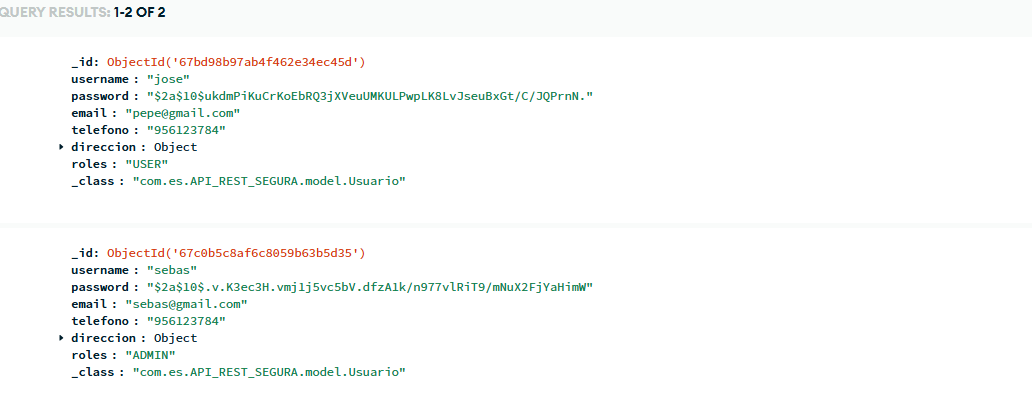 QUERY RESULTS: 1-2 OF 2
_id: ObjectId('67bd98b97ab4f462e34ec45d')
username : "jose"
password : "$2a$10$ukdmPiKuCrKoEbRQ3jXVeuUMKULPwpLK8LvJseuBxGt/C/JQPrnN."
email : "pepe@gmail.com"
telefono : "956123784"
direccion : Object
roles : "USER"
_class : "com.es.API_REST_SEGURA.model.Usuario"
_id: ObjectId('67c0b5c8af6c8059b63b5d35')
username : "sebas"
password : "$2a$10$.v.K3ec3H.vmj1j5vc5bV.dfzA1k/n977vlRiT9/mNuX2FjYaHimW"
email : "sebas@gmail.com"
telefono : "956123784"
direccion : Object
roles : "ADMIN"
_class : "com.es.API_REST_SEGURA.model.Usuario"